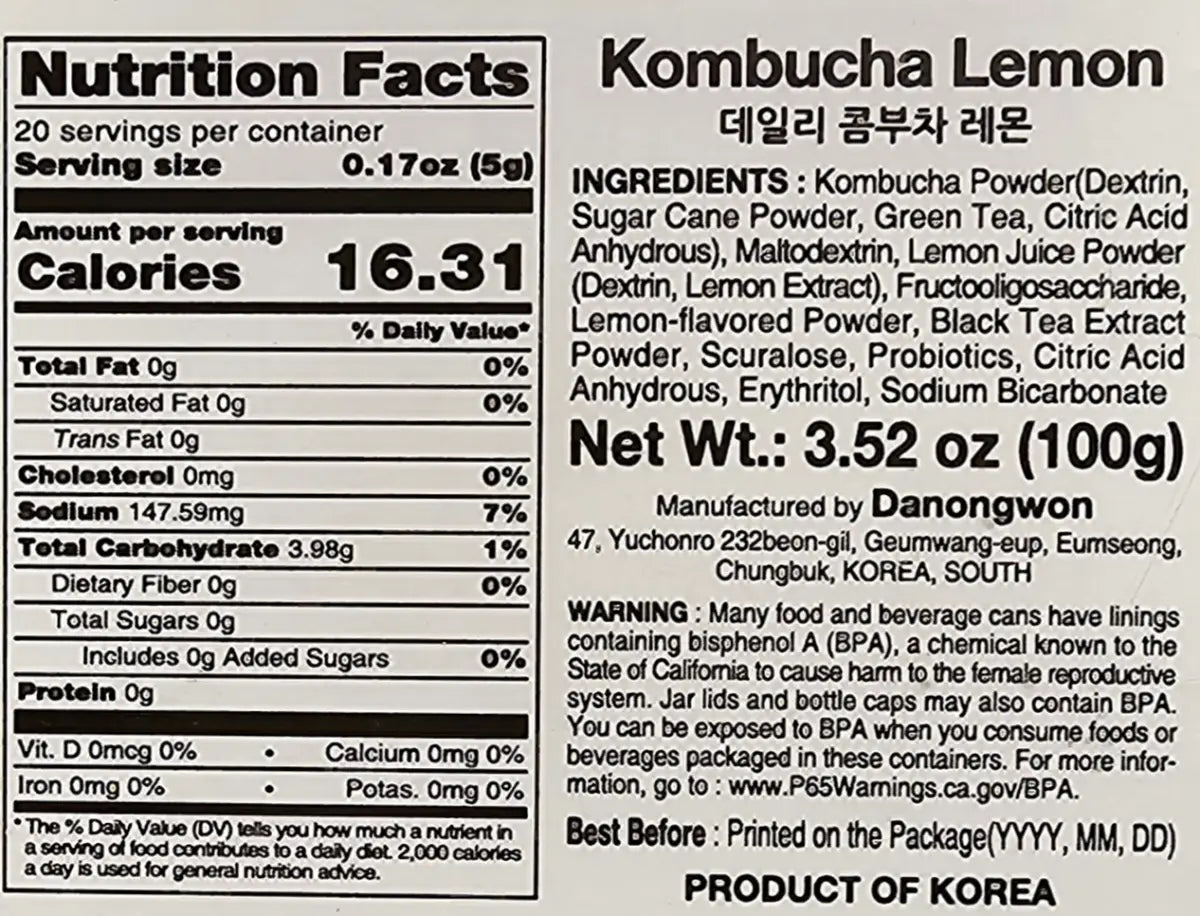 Nutrition Facts
20 servings per container
Serving size 0.17oz (5g)
Amount per serving
Calories 16.31
% Daily Value*
Total Fat 0g 0%
Saturated Fat 0g 0%
Trans Fat 0g
Cholesterol 0mg 0%
Sodium 147.59mg 7%
Total Carbohydrate 3.98g 1%
Dietary Fiber 0g 0%
Total Sugars 0g
Includes 0g Added Sugars 0%
Protein 0g
Vit. D 0mcg 0% • Calcium 0mg 0%
Iron 0mg 0% • Potas. 0mg 0%
* The % Daily Value (DV) tells you how much a nutrient in
a serving of food contributes to a daily diet. 2,000 calories
a day is used for general nutrition advice.
Kombucha Lemon
데일리 콤부차 레몬
INGREDIENTS : Kombucha Powder(Dextrin,
Sugar Cane Powder, Green Tea, Citric Acid
Anhydrous), Maltodextrin, Lemon Juice Powder
(Dextrin, Lemon Extract), Fructooligosaccharide,
Lemon-flavored Powder, Black Tea Extract
Powder, Scuralose, Probiotics, Citric Acid
Anhydrous, Erythritol, Sodium Bicarbonate
Net Wt.: 3.52 oz (100g)
Manufactured by Danongwon
47, Yuchonro 232beon-gil, Geumwang-eup, Eumseong,
Chungbuk, KOREA, SOUTH
WARNING : Many food and beverage cans have linings
containing bisphenol A (BPA), a chemical known to the
State of California to cause harm to the female reproductive
system. Jar lids and bottle caps may also contain BPA.
You can be exposed to BPA when you consume foods or
beverages packaged in these containers. For more infor-
mation, go to : www.P65Warnings.ca.gov/BPA.
Best Before : Printed on the Package(YYYY, MM, DD)
PRODUCT OF KOREA